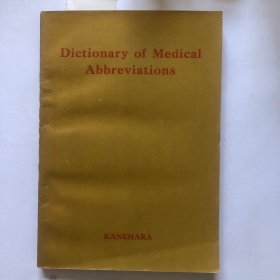 Dictionary of Medical
Abbreviations
KANEHARA